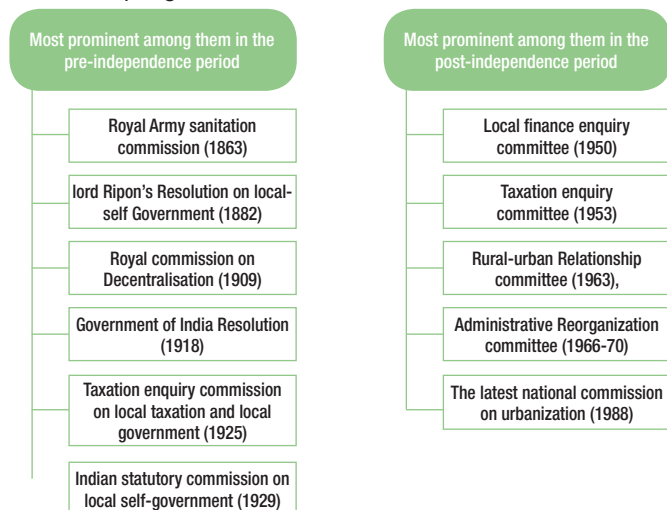 Most prominent among them in the
pre-independence period
Royal Army sanitation
commission (1863)
lord Ripon's Resolution on local-
self Government (1882)
Royal commission on
Decentralisation (1909)
Government of India Resolution
(1918)
Taxation enquiry commission
on local taxation and local
government (1925)
Indian statutory commission on
local self-government (1929)
Most prominent among them in the
post-independence period
Local finance enquiry
committee (1950)
Taxation enquiry
committee (1953)
Rural-urban Relationship
committee (1963),
Administrative Reorganization
committee (1966-70)
The latest national commission
on urbanization (1988)